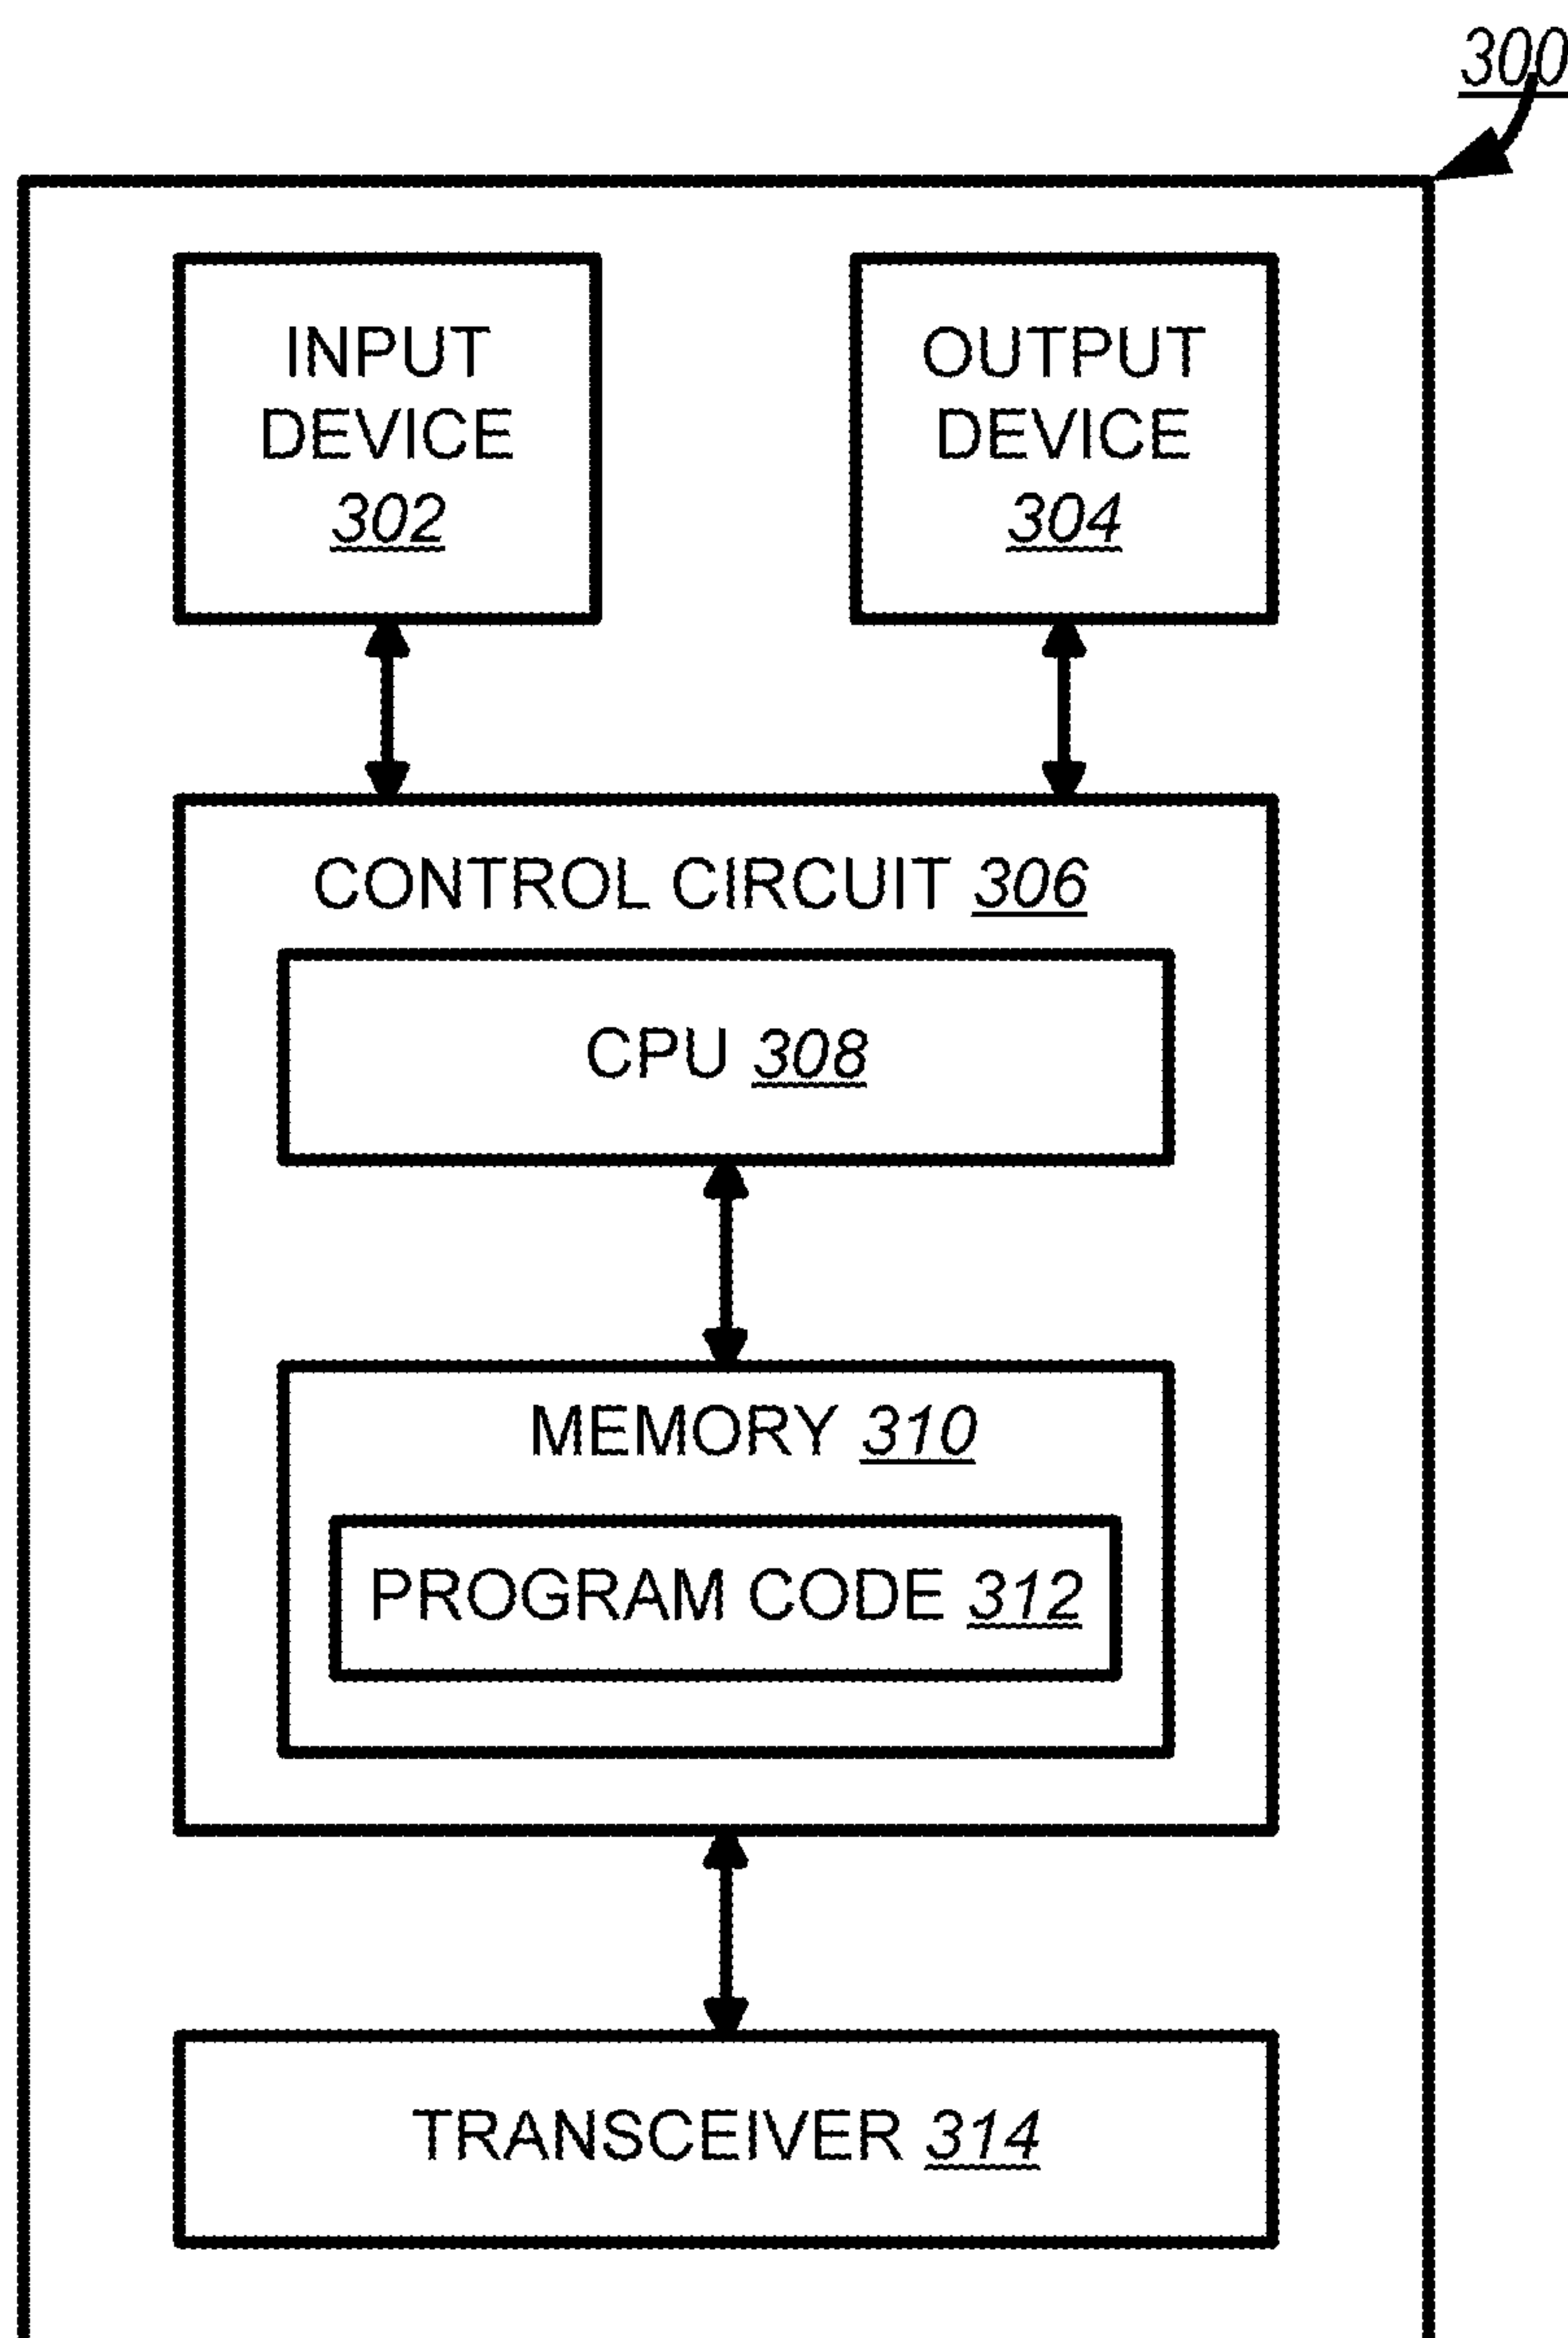 300
INPUT
DEVICE
302
OUTPUT
DEVICE
304
CONTROL CIRCUIT 306
CPU 308
MEMORY 310
PROGRAM CODE 312
TRANSCEIVER 314